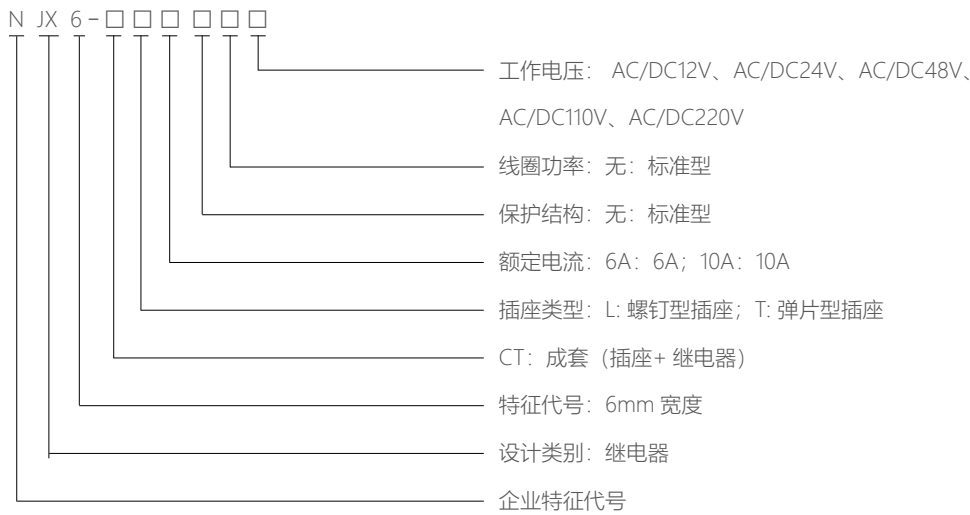 N JX 6-□□□ □□□
工作电压： AC/DC12V、AC/DC24V、AC/DC48V、
AC/DC110V、AC/DC220V
线圈功率：无：标准型
保护结构：无：标准型
额定电流：6A：6A；10A：10A
插座类型：L: 螺钉型插座；T: 弹片型插座
CT：成套（插座+ 继电器）
特征代号：6mm 宽度
设计类别：继电器
企业特征代号